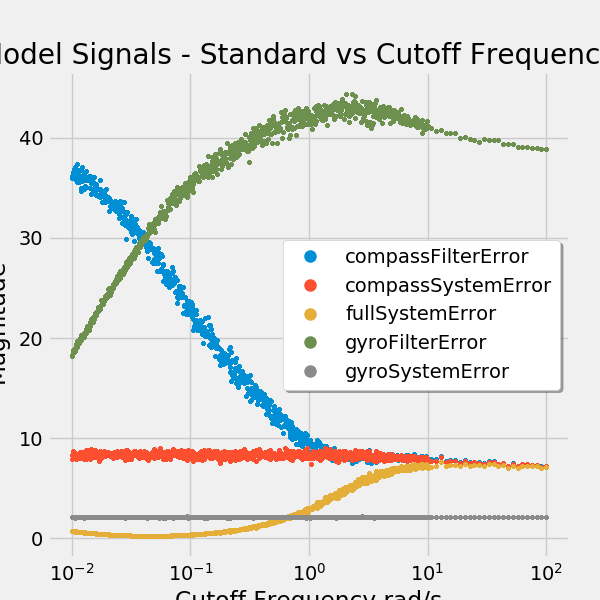 Model Signals - Standard vs Cutoff Frequency
Magnitude
40
30
20
10
0
compassFilterError
compassSystemError
fullSystemError
gyroFilterError
gyroSystemError
10⁻² 10⁻¹ 10⁰ 10¹ 10²
Cutoff Frequency rad/s